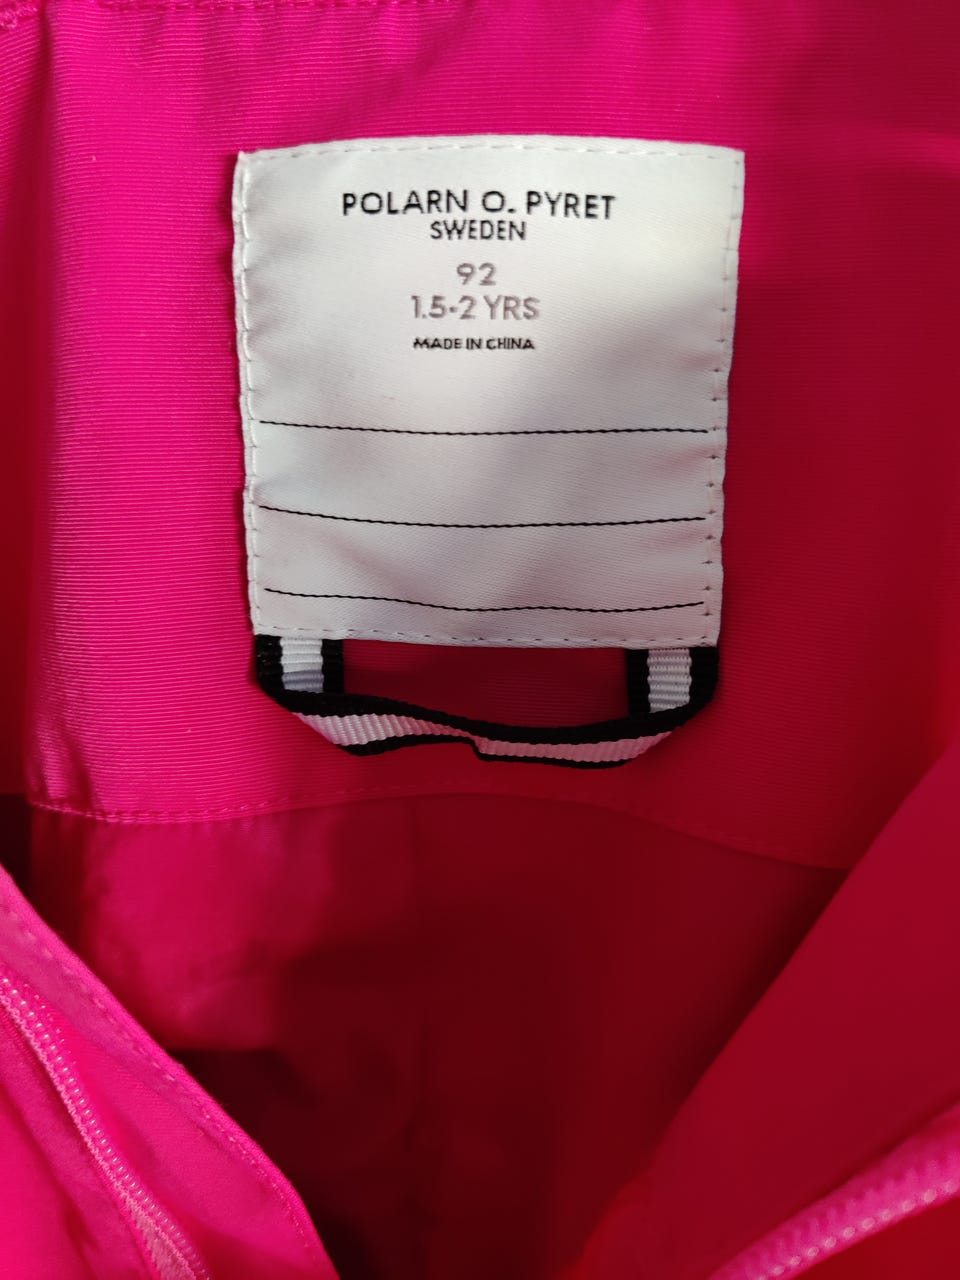 POLARN O. PYRET
SWEDEN
92
1.5-2 YRS
MADE IN CHINA